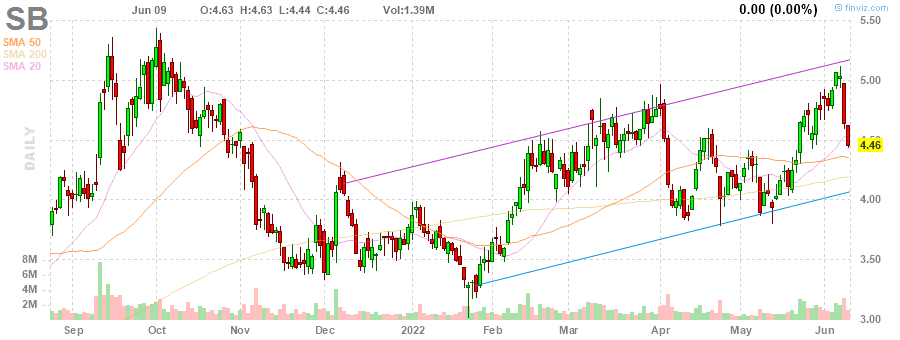 SB Jun 09 O:4.63 H:4.63 L:4.44 C:4.46 Vol:1.39M 0.00 (0.00%) @ finviz.com
SMA 50
SMA 200
SMA 20
DAILY
5.50
5.00
4.50
4.46
4.00
3.50
3.00
8M
6M
4M
2M
Sep Oct Nov Dec 2022 Feb Mar Apr May Jun